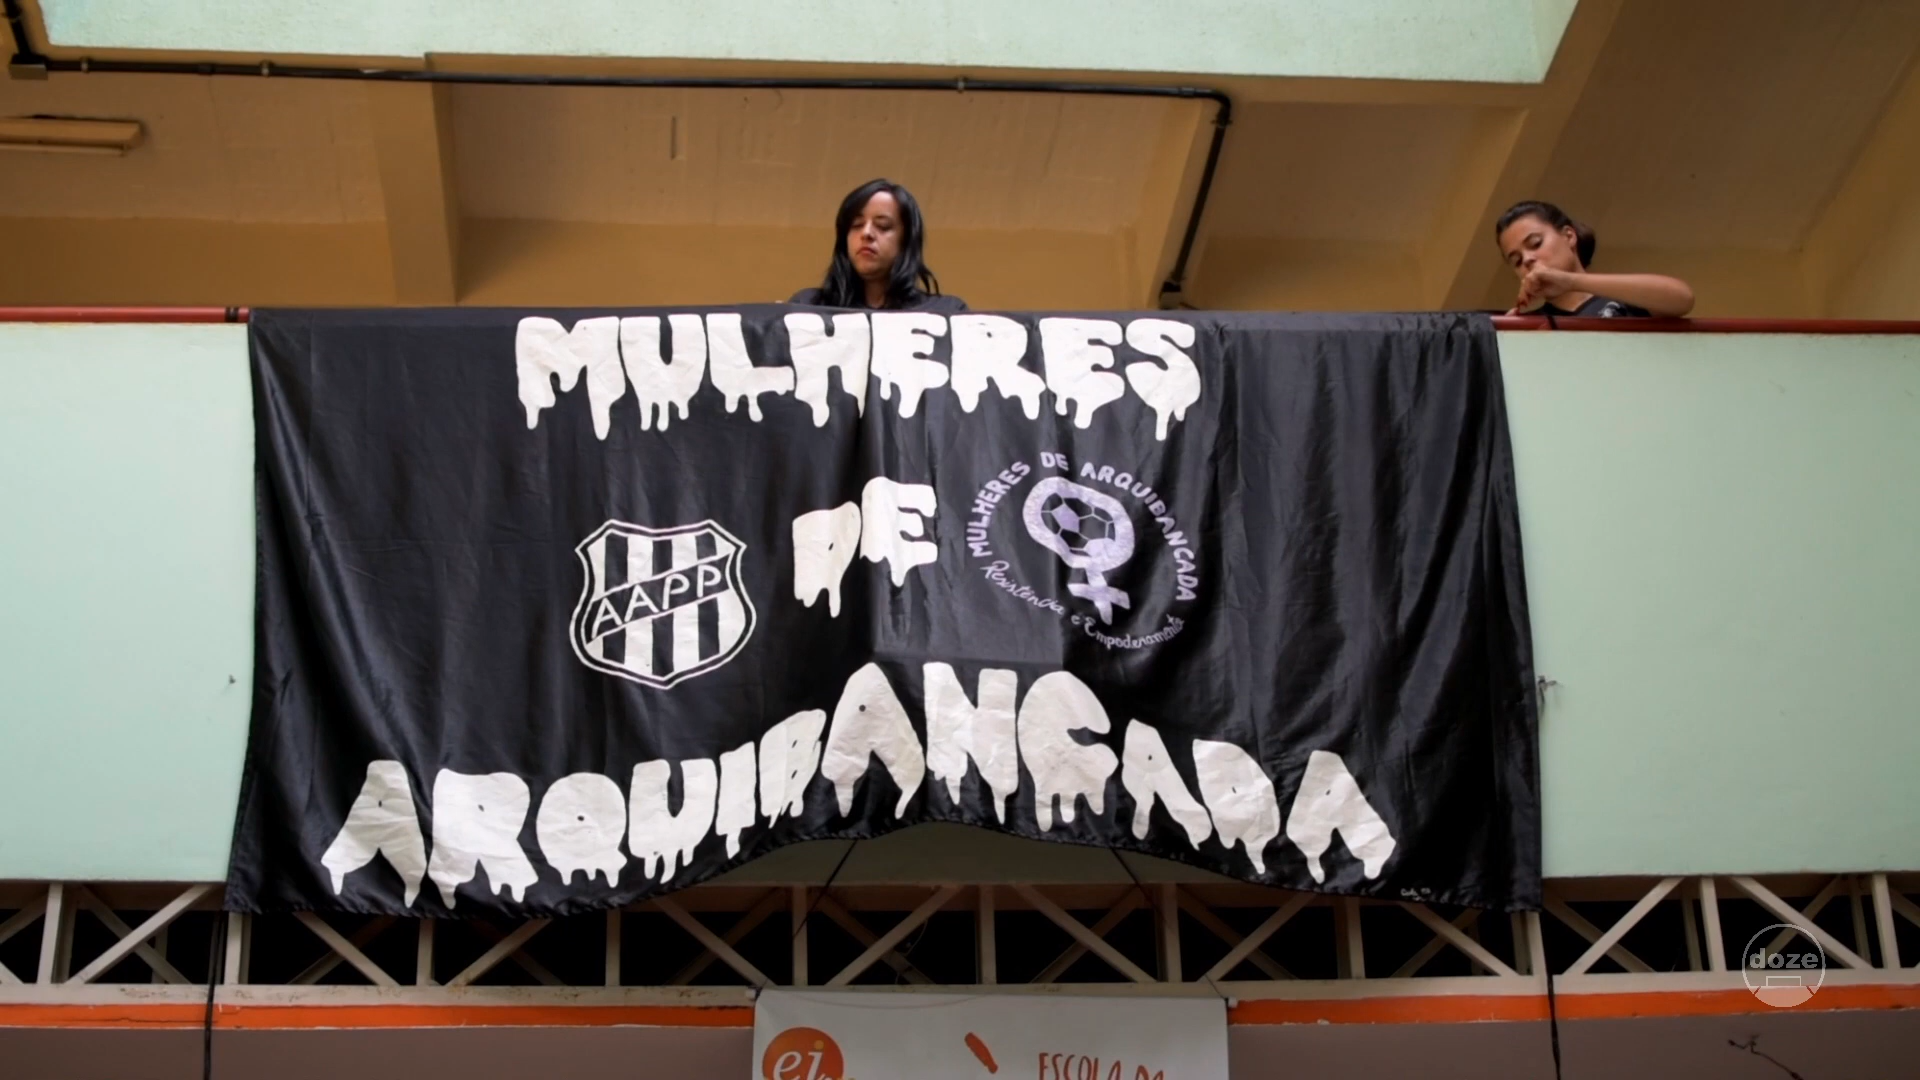 MULHERES
DE
ARQUIBANCADA
AAPP
MULHERES DE ARQUIBANCADA
Resistência e Empoderamento
doze
ei
ESCOLA DA